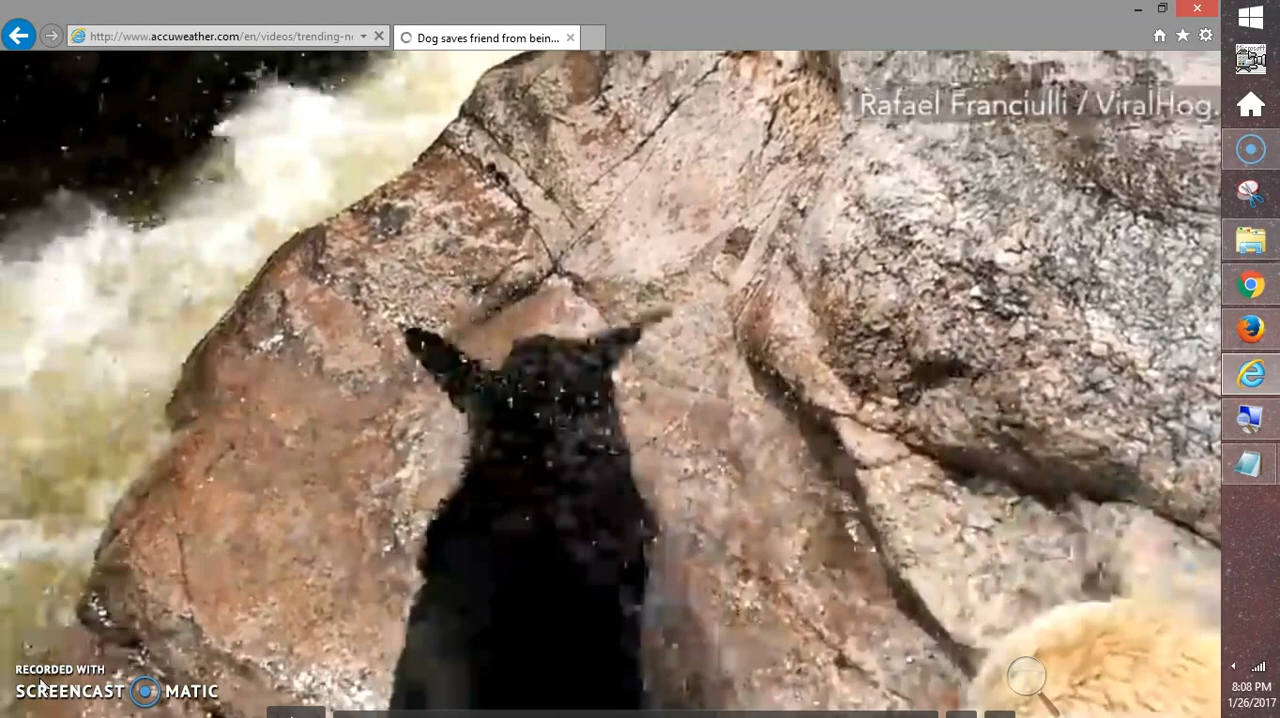 http://www.accuweather.com/en/videos/trending-n
Dog saves friend from bein...
Rafael Franciulli / ViralHog.
RECORDED WITH
SCREENCAST MATIC
8:08 PM
1/26/2017